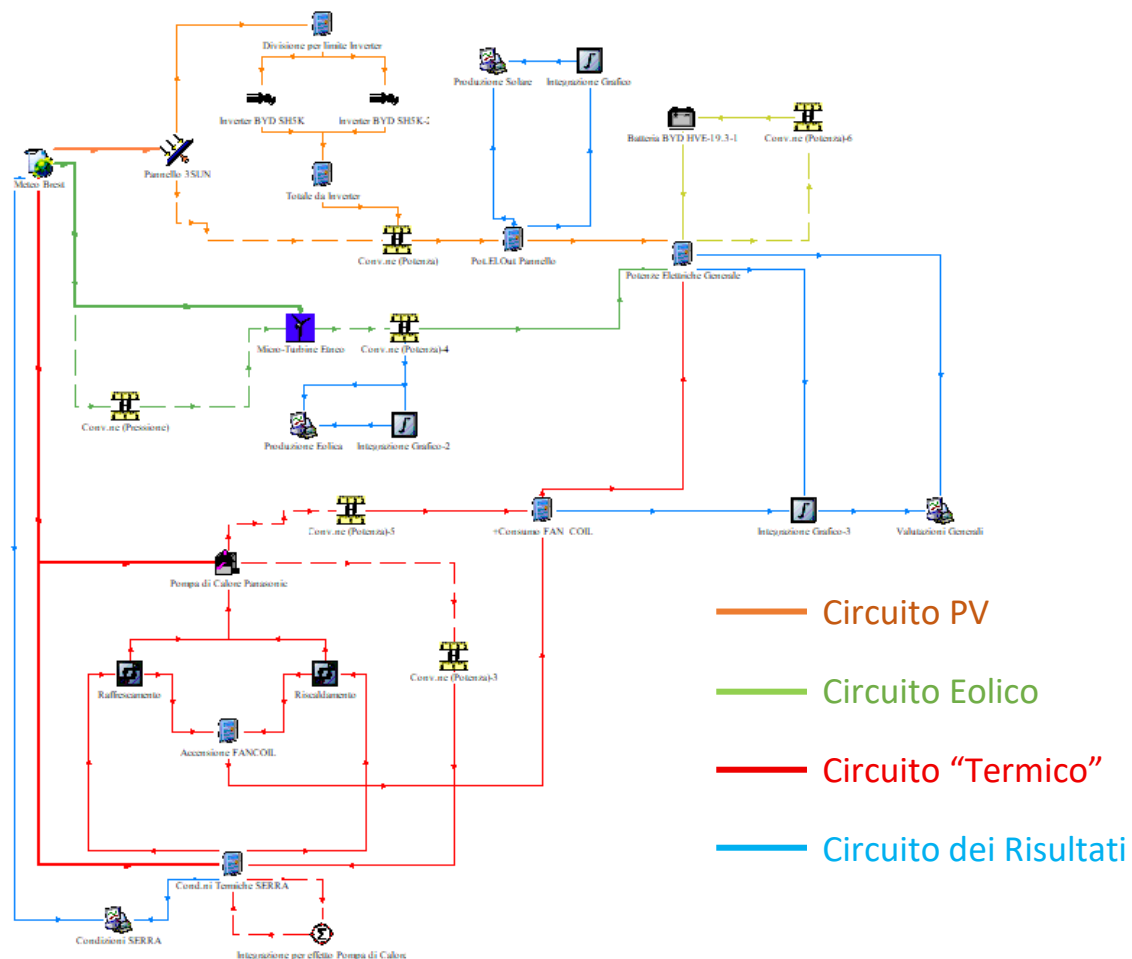 Divisione per limite Inverter
Produzione Solare
Integrazione Grafico
Inverter BYD SH5K
Inverter BYD SH5K-2
Batteria BYD HVE-19.3-1
Conv.ne (Potenza)-6
Meteo Brest
Pannello 3SUN
Totale da Inverter
Conv.ne (Potenza)
Pot.El.Out Pannello
Potenze Elettriche Generale
Micro-Turbine Enreo
Conv.ne (Potenza)-4
Conv.ne (Pressione)
Produzione Eolica
Integrazione Grafico-2
Conv.ne (Potenza)-5
+Consumo FAN_COIL
Integrazione Grafico-3
Valutazioni Generali
Pompa di Calore Panasonic
Circuito PV
Conv.ne (Potenza)-3
Raffrescamento
Riscaldamento
Circuito Eolico
Accensione FANCOIL
Circuito “Termico”
Circuito dei Risultati
Cond.ni Termiche SERRA
Condizioni SERRA
Integrazione per effetto Pompa di Calore